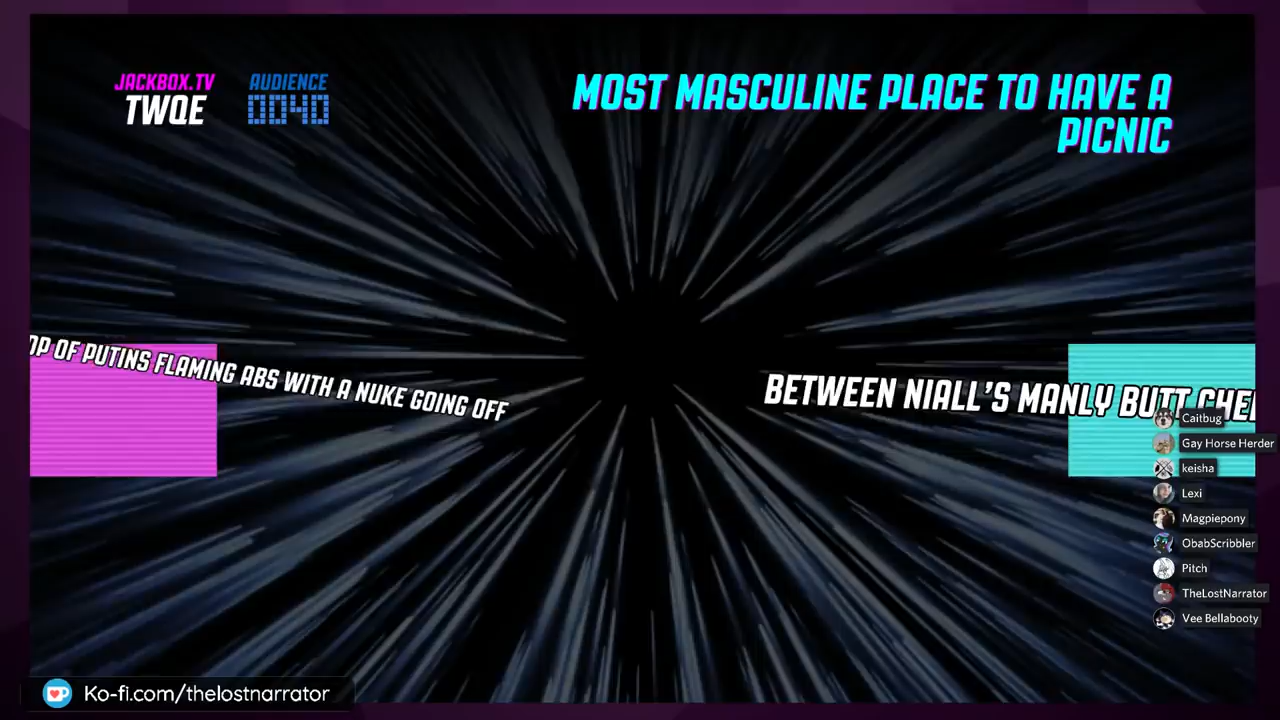 JACKBOX.TV
TWQE
AUDIENCE
0040
MOST MASCULINE PLACE TO HAVE A
PICNIC
OF PUTINS FLAMING ABS WITH A NUKE GOING OFF
BETWEEN NIALL'S MANLY BUTT
Caitbug
Gay Horse Herder
keisha
Lexi
Magpiepony
ObabScribbler
Pitch
TheLostNarrator
Vee Bellabooty
Ko-fi.com/thelostnarrator